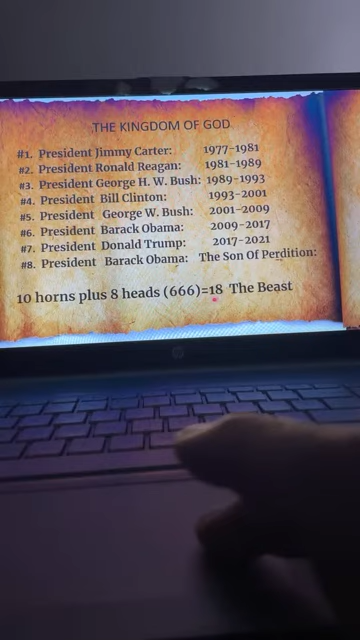 THE KINGDOM OF GOD
#1. President Jimmy Carter: 1977-1981
#2. President Ronald Reagan: 1981-1989
#3. President George H. W. Bush: 1989-1993
#4. President Bill Clinton: 1993-2001
#5. President George W. Bush: 2001-2009
#6. President Barack Obama: 2009-2017
#7. President Donald Trump: 2017-2021
#8. President Barack Obama: The Son Of Perdition:
10 horns plus 8 heads (666)=18 The Beast